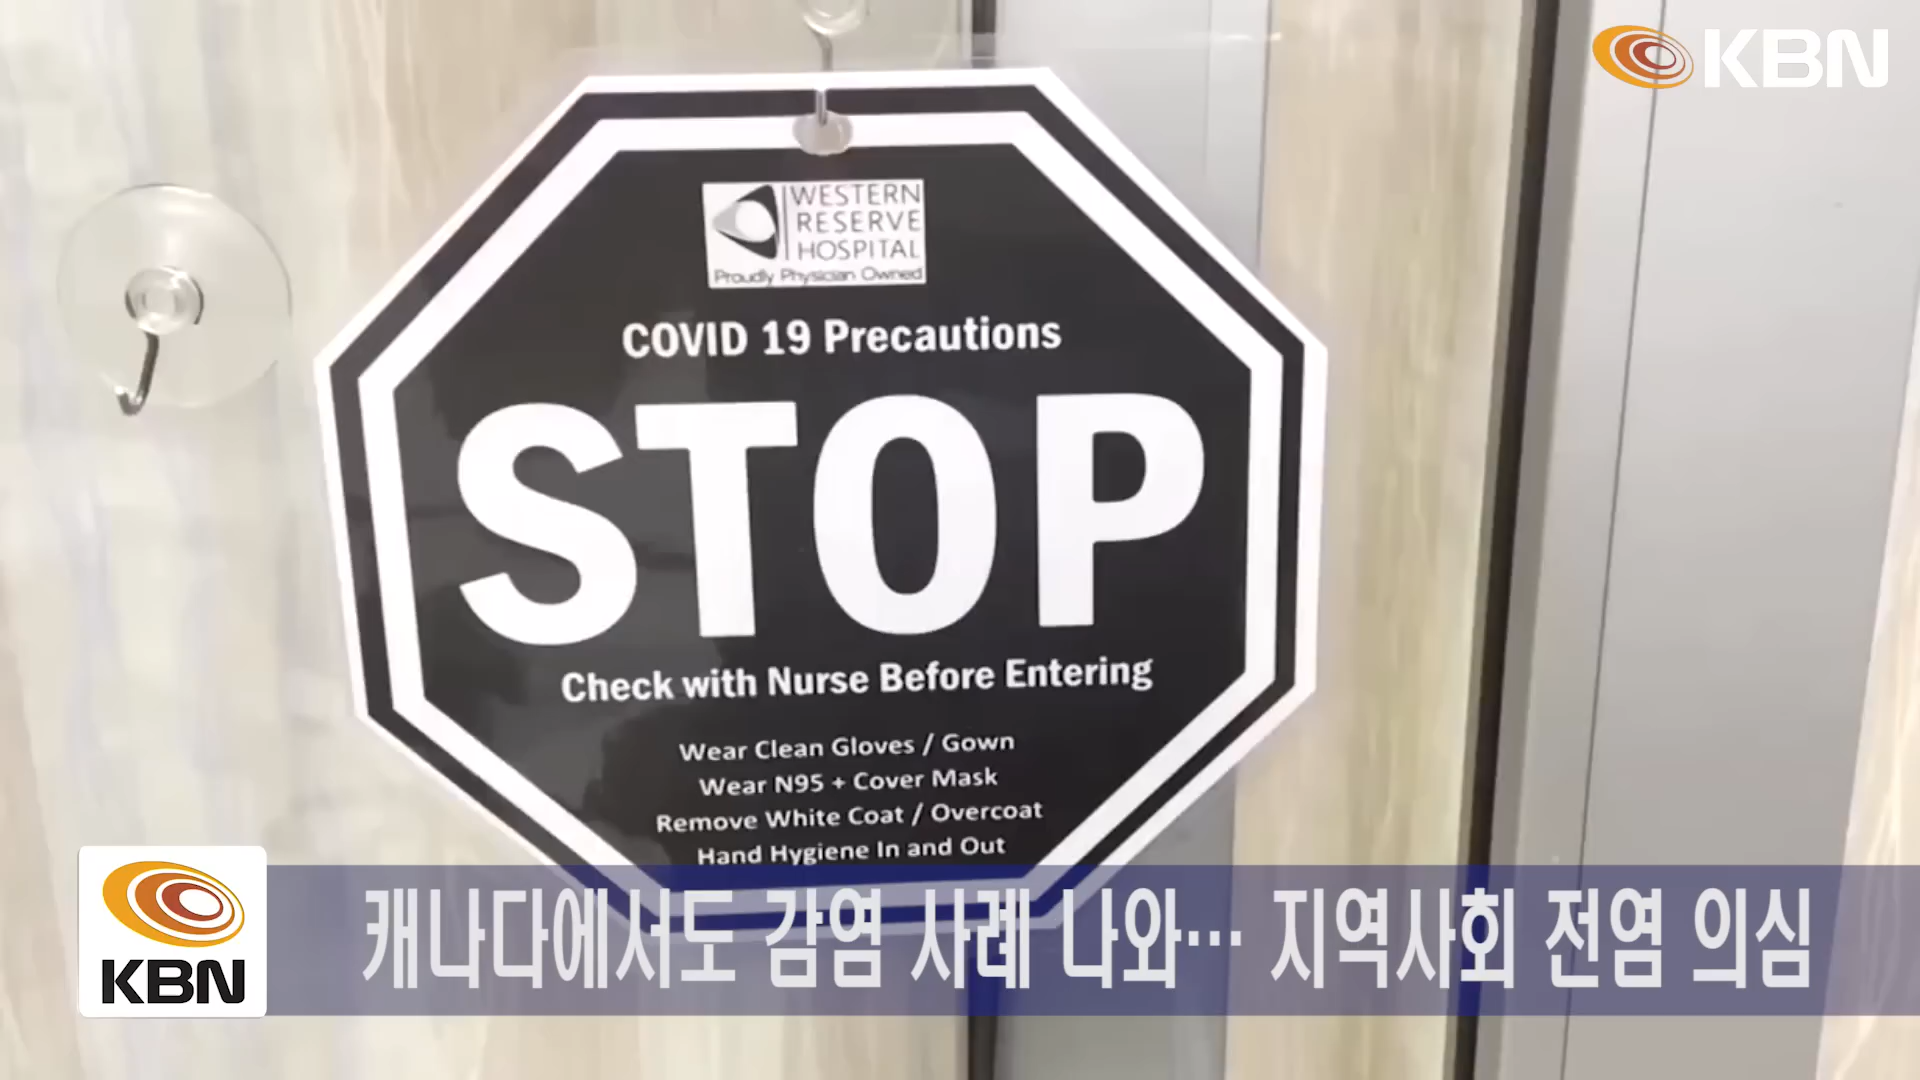 KBN
WESTERN
RESERVE
HOSPITAL
Proudly Physician Owned
COVID 19 Precautions
STOP
Check with Nurse Before Entering
Wear Clean Gloves / Gown
Wear N95 + Cover Mask
Remove White Coat / Overcoat
Hand Hygiene In and Out
KBN
캐나다에서도 감염 사례 나와… 지역사회 전염 의심